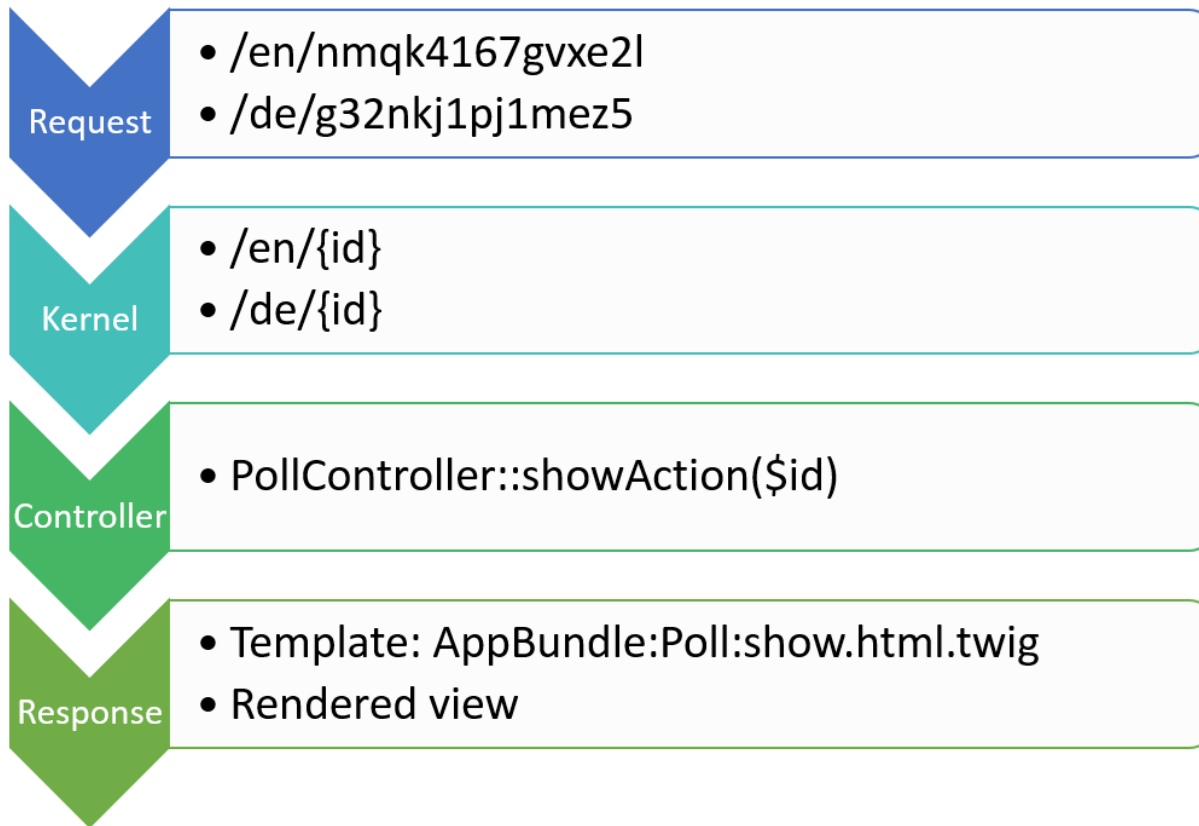 Request
• /en/nmqk4167gvxe2l
• /de/g32nkj1pj1mez5
Kernel
• /en/{id}
• /de/{id}
Controller
• PollController::showAction($id)
Response
• Template: AppBundle:Poll:show.html.twig
• Rendered view